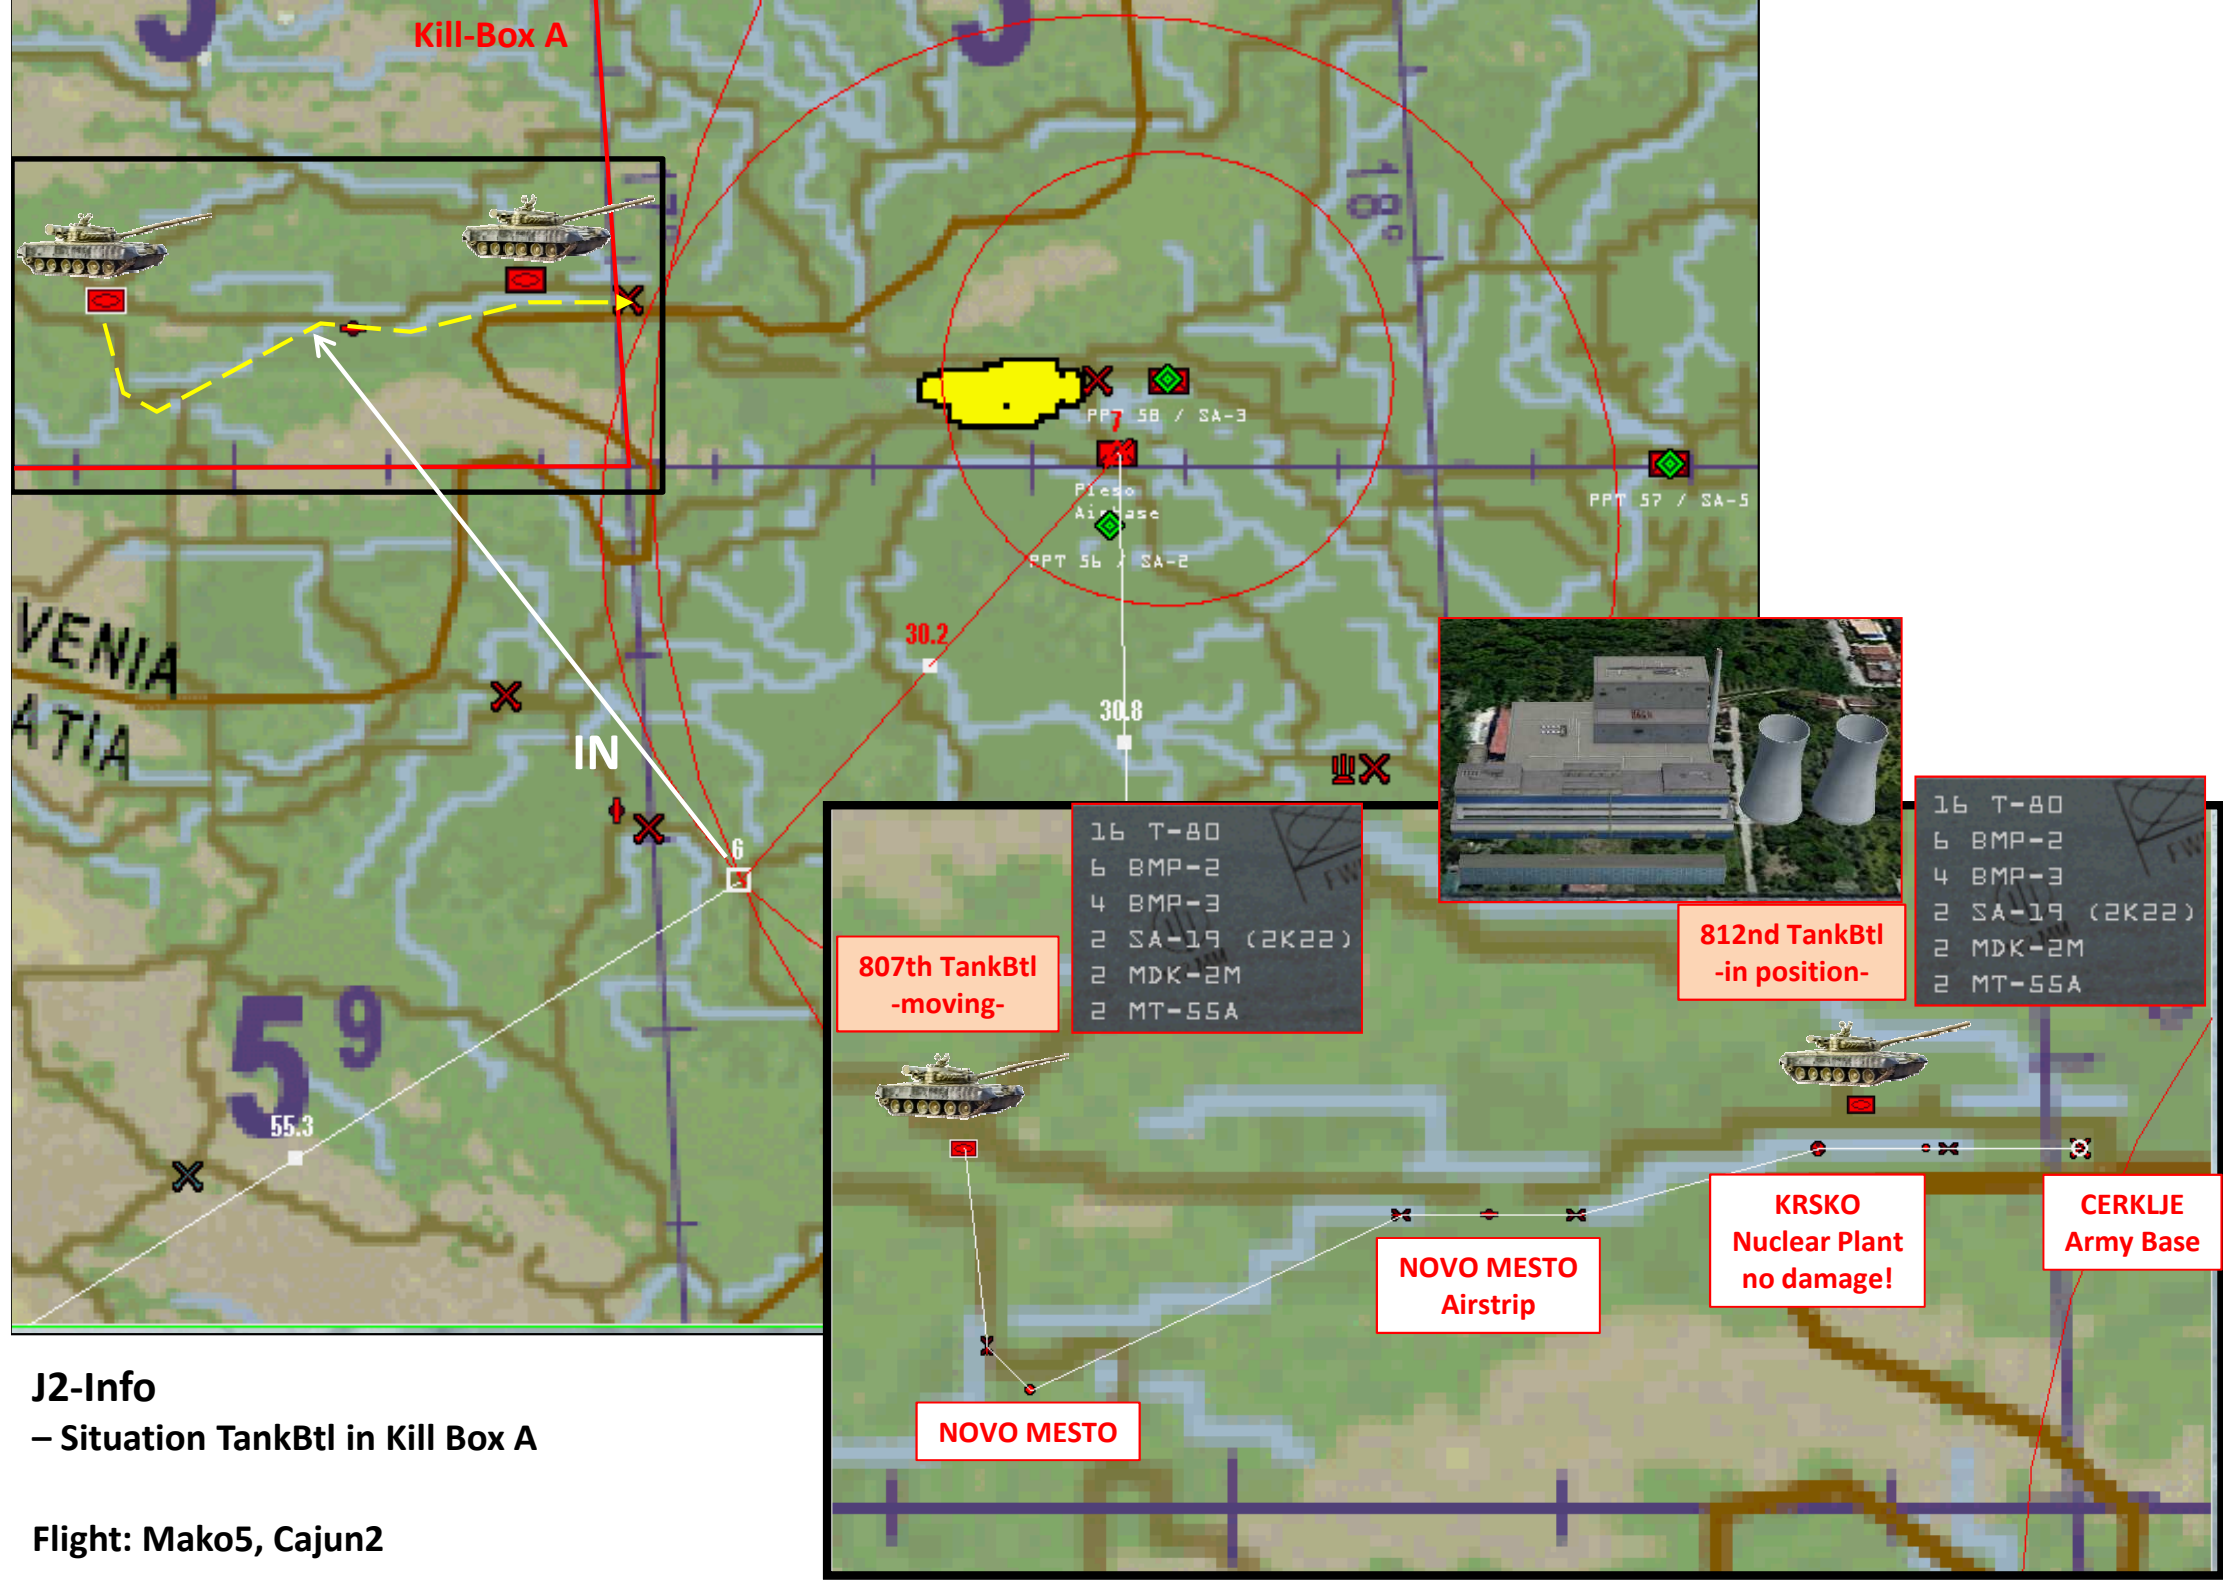 Kill-Box A
18°
PPT 58 / SA-3
7
Pleso
Airbase
PPT 57 / SA-5
PPT 56 / SA-2
VENIA
ATIA
30.2
30.8
IN
6
59
55.3
16 T-80
6 BMP-2
4 BMP-3
2 SA-19 (2K22)
2 MDK-2M
2 MT-55A
807th TankBtl
-moving-
16 T-80
6 BMP-2
4 BMP-3
2 SA-19 (2K22)
2 MDK-2M
2 MT-55A
812nd TankBtl
-in position-
KRSKO
Nuclear Plant
no damage!
CERKLJE
Army Base
NOVO MESTO
Airstrip
NOVO MESTO
J2-Info
– Situation TankBtl in Kill Box A
Flight: Mako5, Cajun2